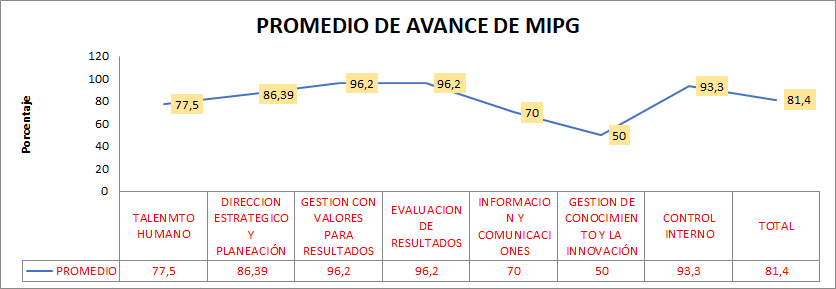 PROMEDIO DE AVANCE DE MIPG
Porcentaje
120
100
80
60
40
20
0
77,5
86,39
96,2
96,2
70
50
93,3
81,4
TALENMTO
HUMANO
DIRECCION
ESTRATEGICO
Y
PLANEACIÓN
GESTION CON
VALORES
PARA
RESULTADOS
EVALUACION
DE
RESULTADOS
INFORMACIO
N Y
COMUNICACI
ONES
GESTION DE
CONOCIMIEN
TO Y LA
INNOVACIÓN
CONTROL
INTERNO
TOTAL
PROMEDIO
77,5
86,39
96,2
96,2
70
50
93,3
81,4